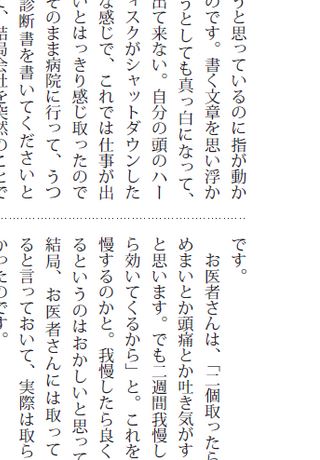 うと思っているのに指が動か
のです。書く文章を思い浮か
うとしても真っ白になって、
出て来ない。自分の頭のハー
ィスクがシャットダウンした
な感じで、これでは仕事が出
いとはっきり感じ取ったので
そのまま病院に行って、うつ
診断書を書いてくださいと
、結局会社を突然のことで
です。
お医者さんは、「二個取ったら
めまいとか頭痛とか吐き気がす
と思います。でも二週間我慢し
ら効いてくるから」と。これを
慢するのかと。我慢したら良く
るというのはおかしいと思って
結局、お医者さんには取って
ると言っておいて、実際は取ら
かったのです。